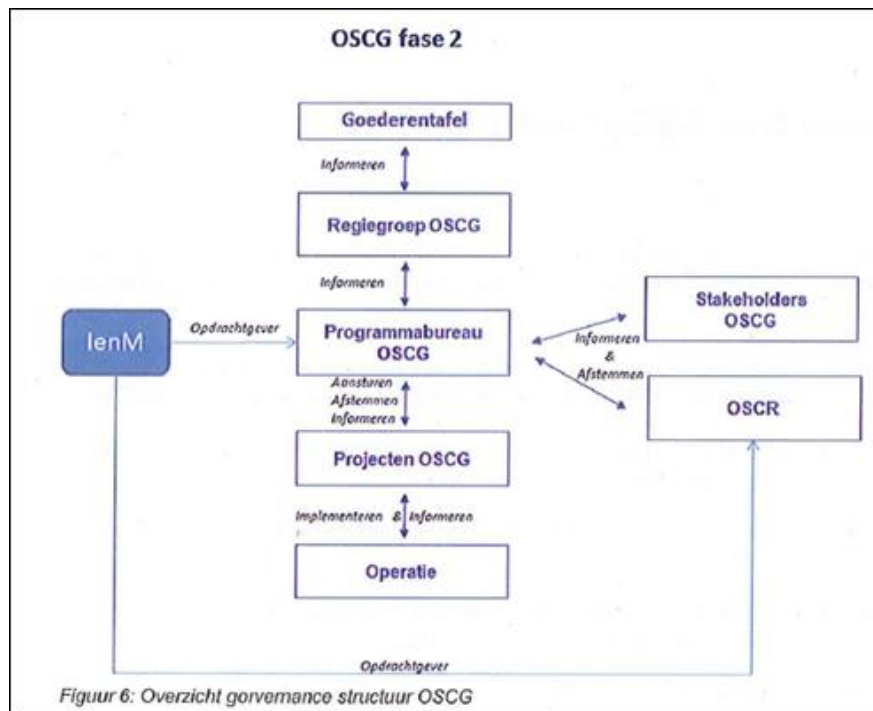 OSCG fase 2
Goederentafel
Informeren
Regiegroep OSCG
Informeren
IenM
Opdrachtgever
Programmabureau
OSCG
Stakeholders
OSCG
Informeren
&
Afstemmen
OSCR
Aansturen
Afstemmen
Informeren
Projecten OSCG
Implementeren & Informeren
Operatie
Opdrachtgever
Figuur 6: Overzicht gorvernance structuur OSCG